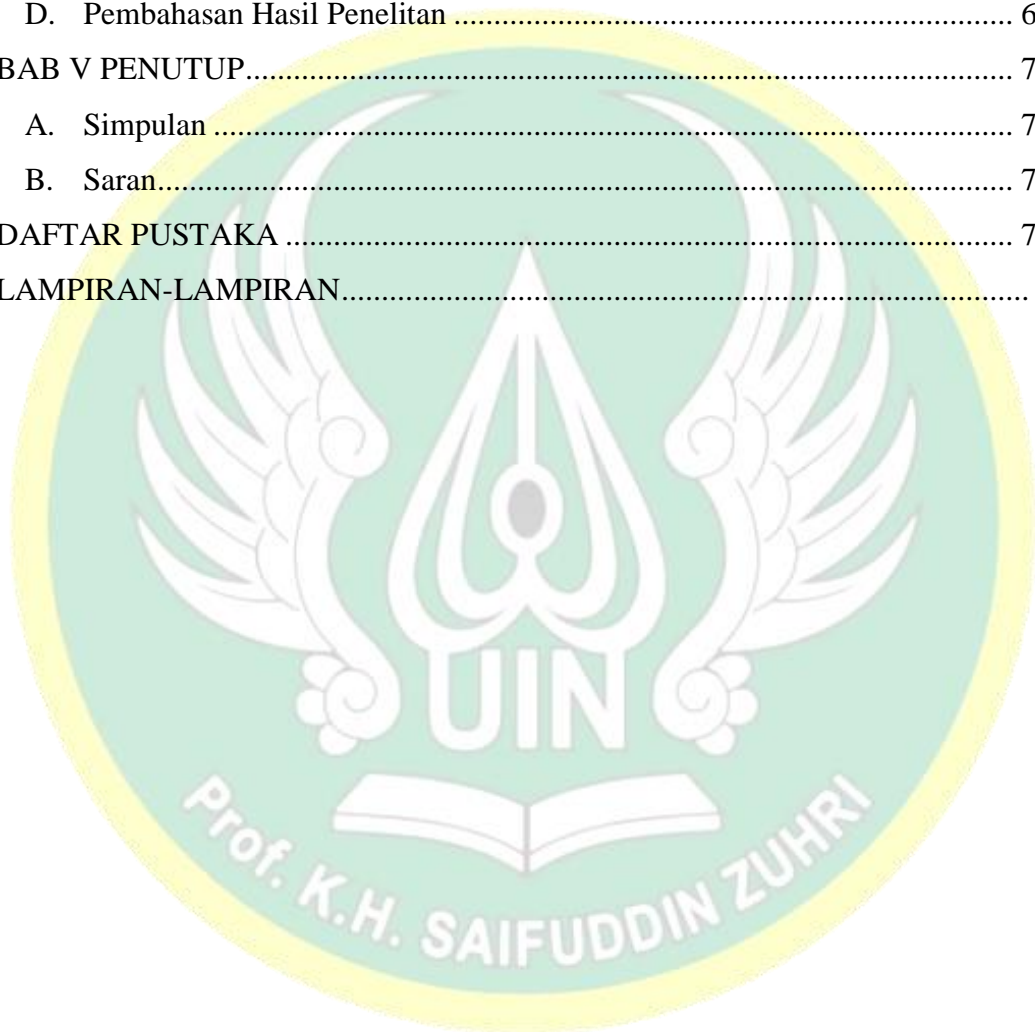 D. Pembahasan Hasil Penelitan ........................................................................ 6
BAB V PENUTUP.................................................................................................. 7
A. Simpulan ...................................................................................................... 7
B. Saran............................................................................................................. 7
DAFTAR PUSTAKA ............................................................................................. 7
LAMPIRAN-LAMPIRAN.......................................................................................
UIN
Prof. K.H. SAIFUDDIN ZUHRI